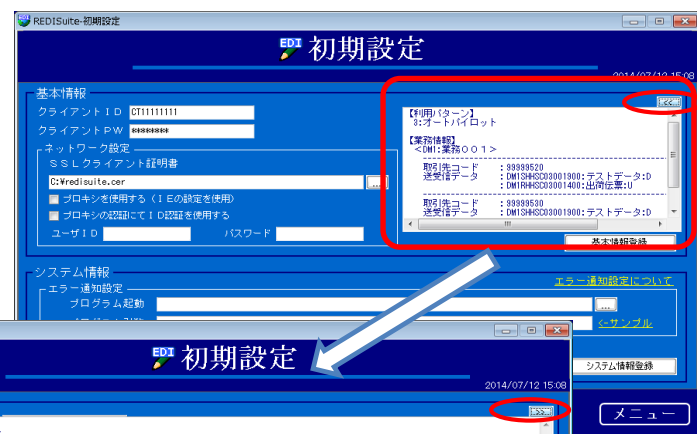 REDISuite-初期設定
EDI 初期設定
2014/07/12 15:08
基本情報
<<
クライアントＩＤ CT11111111
クライアントＰＷ ********
ネットワーク設定
ＳＳＬクライアント証明書
C:¥redisuite.cer ...
プロキシを使用する（ＩＥの設定を使用）
プロキシの認証にてＩＤ認証を使用する
ユーザＩＤ パスワード
【利用パターン】
3:オートパイロット
【業務情報】
<DM1:業務００１>
取引先コード : 99999520
送受信データ : DM1SHHSC03001900:テストデータ:D
: DM1RHHSC03001400:出荷伝票:U
取引先コード : 99999530
送受信データ : DM1SHHSC03001900:テストデータ:D
基本情報登録
システム情報
エラー通知設定について
エラー通知設定
プログラム起動 ...
<-サンプル
システム情報登録
メニュー
EDI 初期設定
2014/07/12 15:08
>>